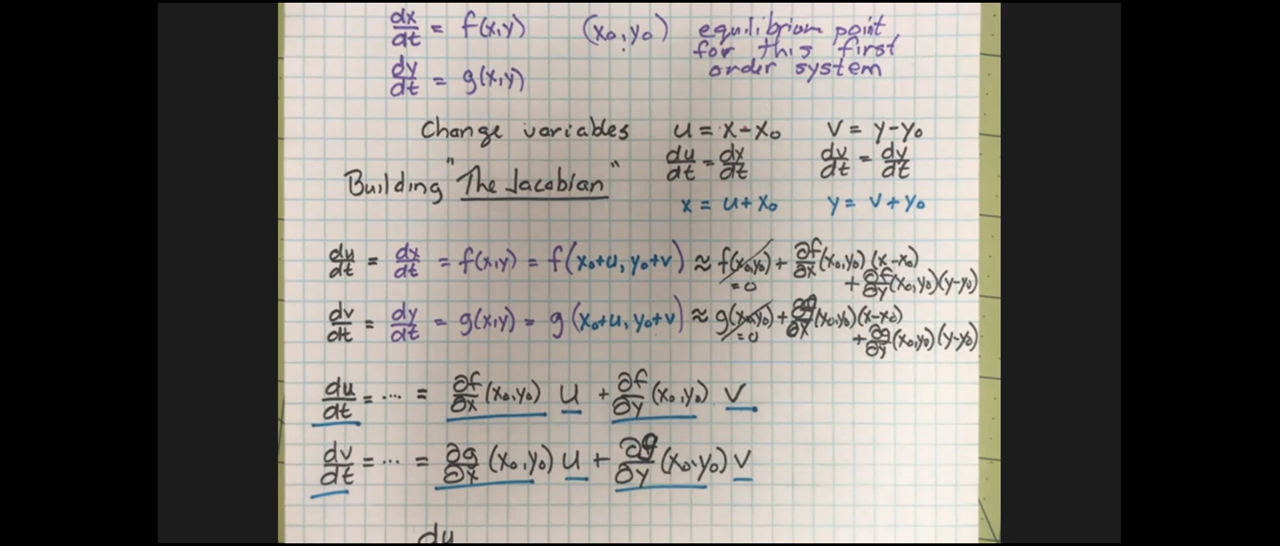 dx/dt = f(x,y) (x₀,y₀) equilibrium point
for this first
dy/dt = g(x,y) order system
Change variables u = x-x₀ v = y-y₀
du/dt = dx/dt dv/dt = dy/dt
Building "The Jacobian"
x = u+x₀ y = v+y₀
du/dt = dx/dt = f(x,y) = f(x₀+u, y₀+v) ≈ f(x₀,y₀) + ∂f/∂x (x₀,y₀)(x-x₀)
=0 + ∂f/∂y (x₀,y₀)(y-y₀)
dv/dt = dy/dt = g(x,y) = g(x₀+u, y₀+v) ≈ g(x₀,y₀) + ∂g/∂x (x₀,y₀)(x-x₀)
=0 + ∂g/∂y (x₀,y₀)(y-y₀)
du/dt = ... = ∂f/∂x (x₀,y₀) u + ∂f/∂y (x₀,y₀) v
dv/dt = ... = ∂g/∂x (x₀,y₀) u + ∂g/∂y (x₀,y₀) v